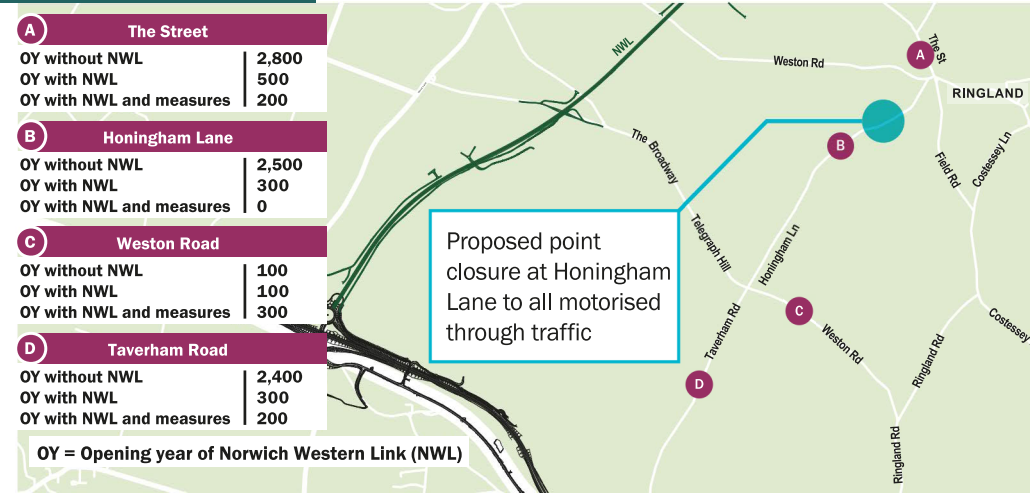 A The Street
OY without NWL 2,800
OY with NWL 500
OY with NWL and measures 200
B Honingham Lane
OY without NWL 2,500
OY with NWL 300
OY with NWL and measures 0
C Weston Road
OY without NWL 100
OY with NWL 100
OY with NWL and measures 300
D Taverham Road
OY without NWL 2,400
OY with NWL 300
OY with NWL and measures 200
OY = Opening year of Norwich Western Link (NWL)
NWL
Weston Rd
A
The St
RINGLAND
B
The Broadway
Field Rd
Costessey Ln
Proposed point
closure at Honingham
Lane to all motorised
through traffic
Telegraph Hill
Honingham Ln
C
Taverham Rd
Weston Rd
Costessey
Ringland Rd
D
Ringland Rd